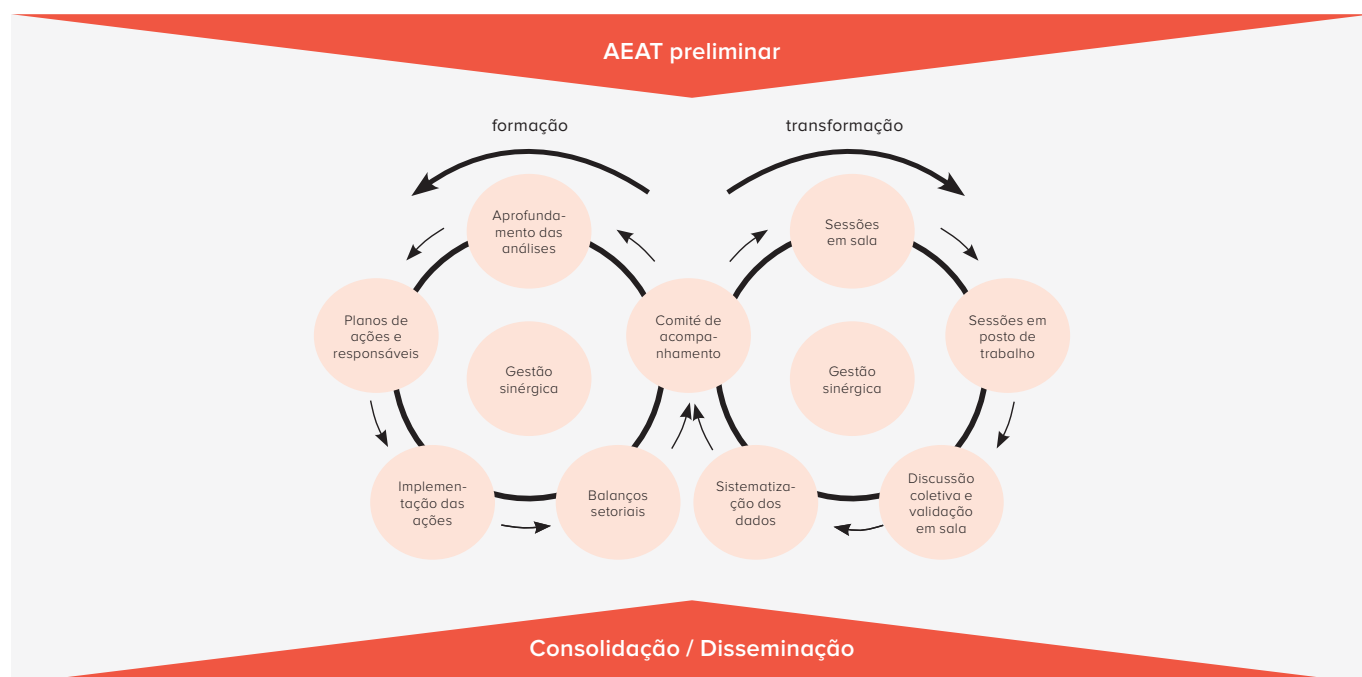 AEAT preliminar
formação
transformação
Aprofunda-
mento das
análises
Sessões
em sala
Planos de
ações e
responsáveis
Comité de
acompa-
nhamento
Sessões em
posto de
trabalho
Gestão
sinérgica
Gestão
sinérgica
Implemen-
tação das
ações
Balanços
setoriais
Sistematiza-
ção dos
dados
Discussão
coletiva e
validação
em sala
Consolidação / Disseminação